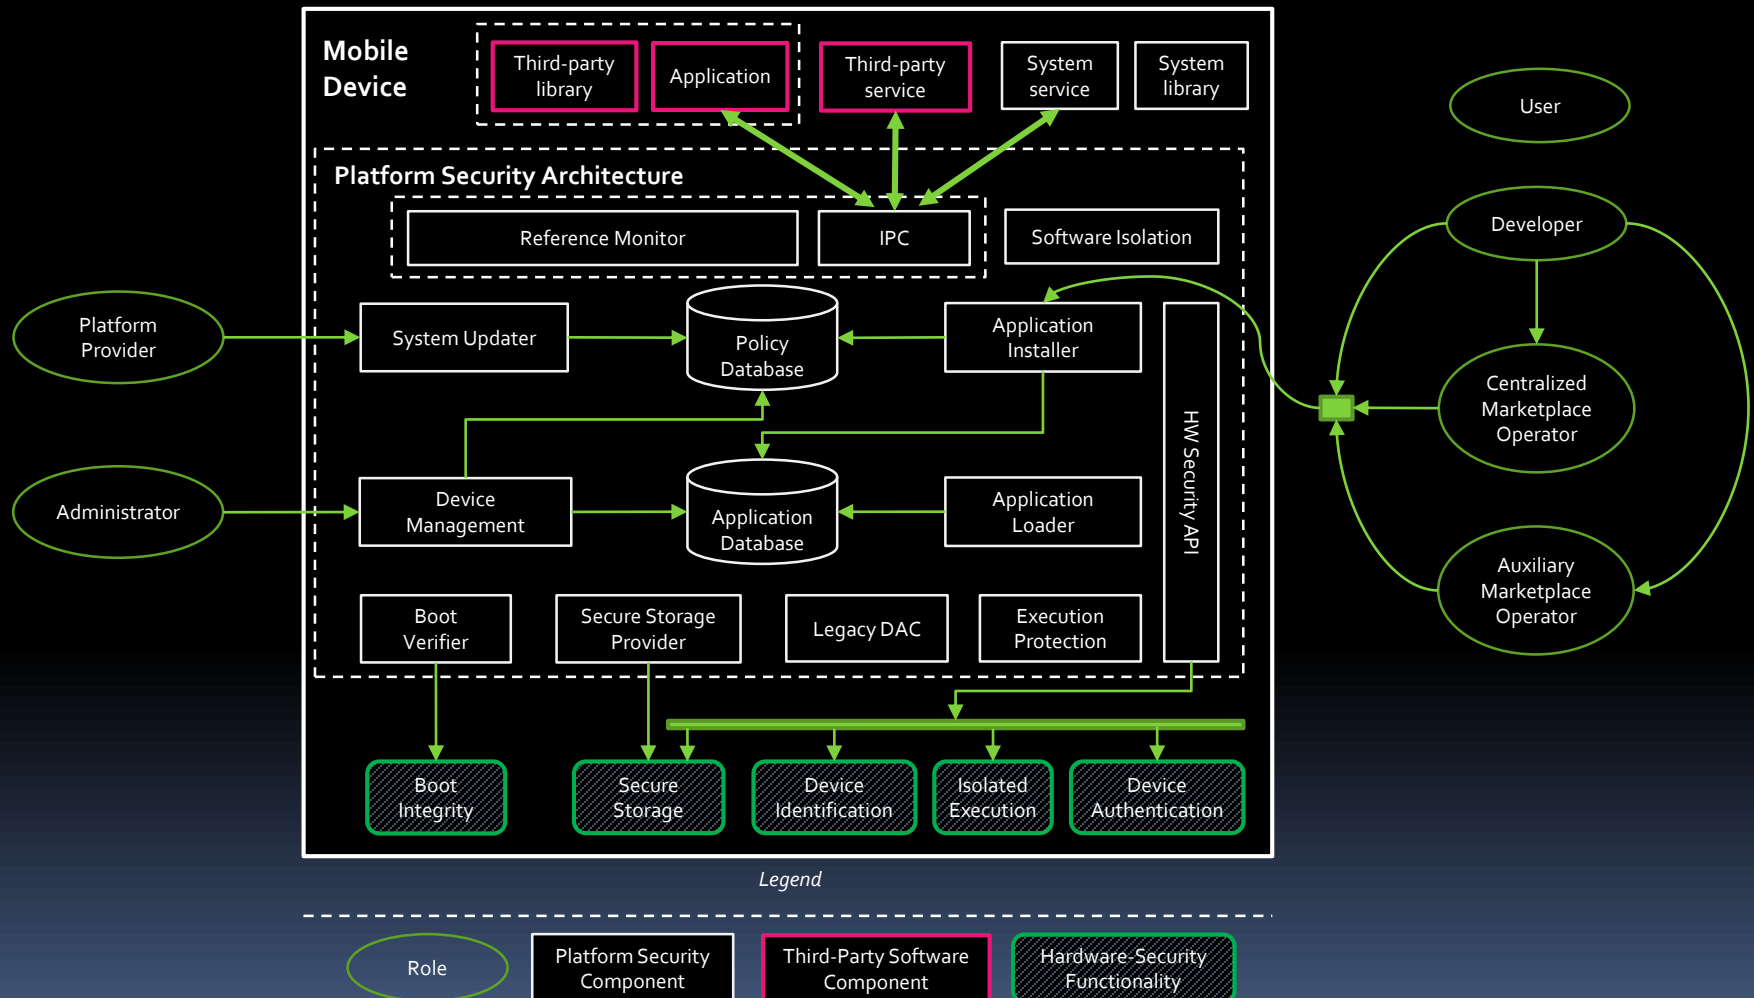 Mobile
Device
Third-party
library
Application
Third-party
service
System
service
System
library
User
Platform Security Architecture
Reference Monitor
IPC
Software Isolation
Developer
Platform
Provider
System Updater
Policy
Database
Application
Installer
HW Security API
Centralized
Marketplace
Operator
Administrator
Device
Management
Application
Database
Application
Loader
Auxiliary
Marketplace
Operator
Boot
Verifier
Secure Storage
Provider
Legacy DAC
Execution
Protection
Boot
Integrity
Secure
Storage
Device
Identification
Isolated
Execution
Device
Authentication
Legend
Role
Platform Security
Component
Third-Party Software
Component
Hardware-Security
Functionality